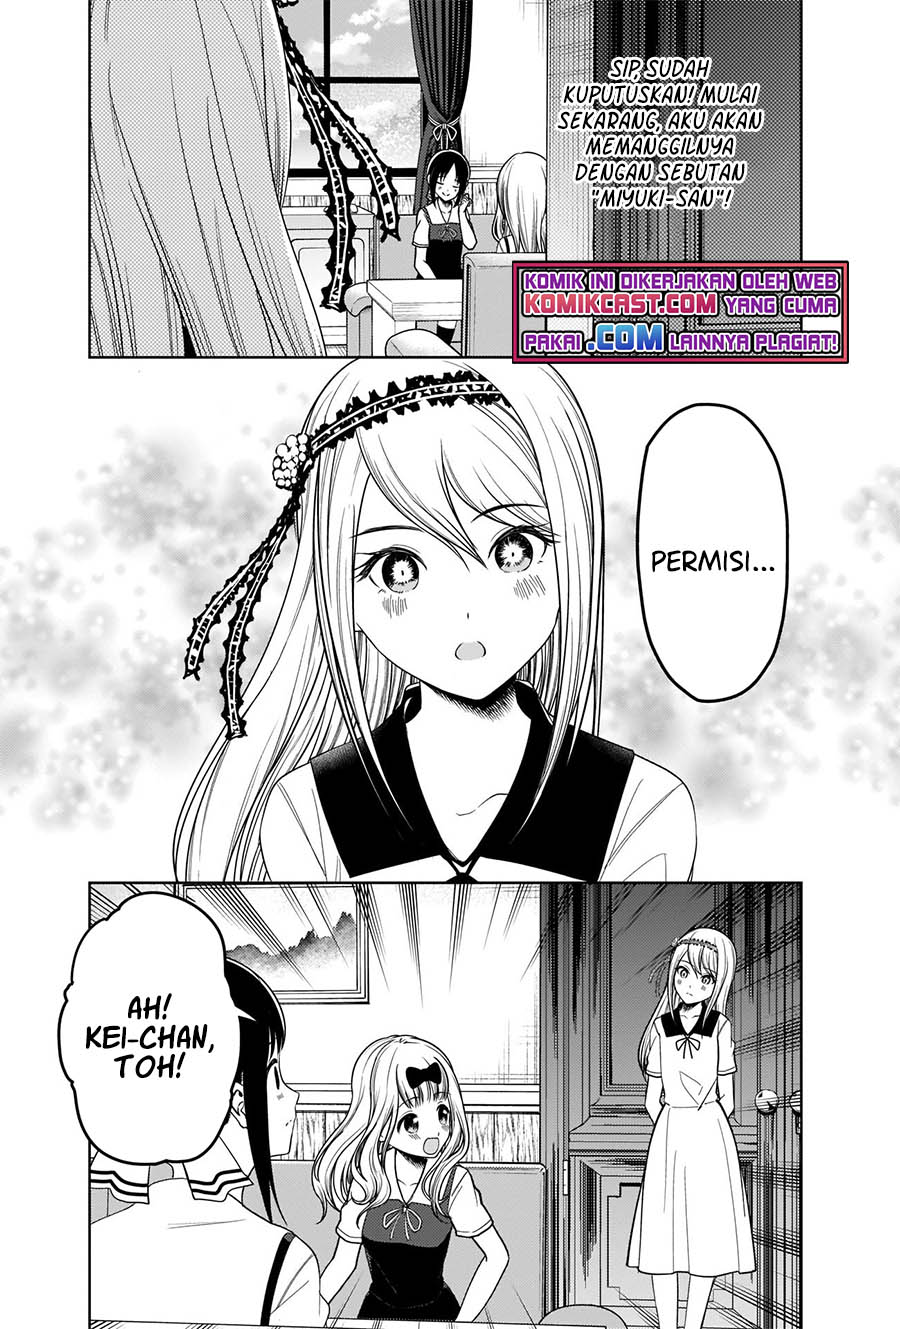 SIP, SUDAH
KUPUTUSKAN! MULAI
SEKARANG, AKU AKAN
MEMANGGILNYA
DENGAN SEBUTAN
"MIYUKI-SAN"!
KOMIK INI DIKERJAKAN OLEH WEB
KOMIKCAST.COM YANG CUMA
PAKAI .COM LAINNYA PLAGIAT!
PERMISI...
AH!
KEI-CHAN,
TOH!